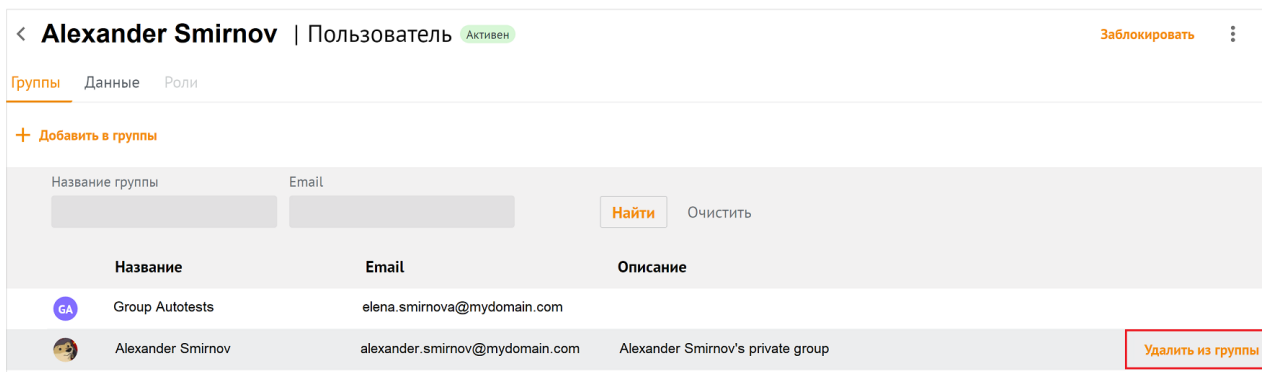 Alexander Smirnov | Пользователь Активен Заблокировать
Группы Данные Роли
+ Добавить в группы
Название группы Email
Найти Очистить
Название Email Описание
GA Group Autotests elena.smirnova@mydomain.com
Alexander Smirnov alexander.smirnov@mydomain.com Alexander Smirnov's private group Удалить из группы